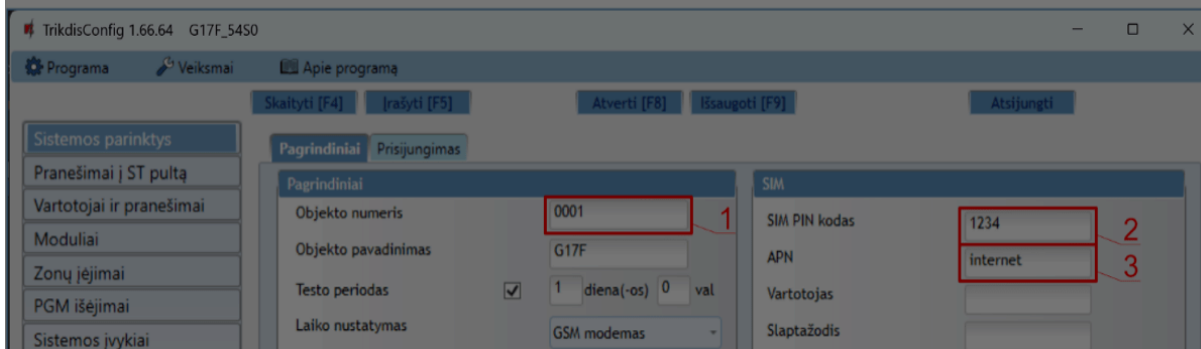 TrikdisConfig 1.66.64 G17F_54S0
Programa Veiksmai Apie programą
Skaityti [F4] Įrašyti [F5] Atverti [F8] Išsaugoti [F9] Atsijungti
Sistemos parinktys
Pranešimai į ST pultą
Vartotojai ir pranešimai
Moduliai
Zonų įėjimai
PGM išėjimai
Sistemos įvykiai
Pagrindiniai Prisijungimas
Pagrindiniai
Objekto numeris 0001 1
Objekto pavadinimas G17F
Testo periodas 1 diena(-os) 0 val
Laiko nustatymas GSM modemas
SIM
SIM PIN kodas 1234 2
APN internet 3
Vartotojas
Slaptažodis